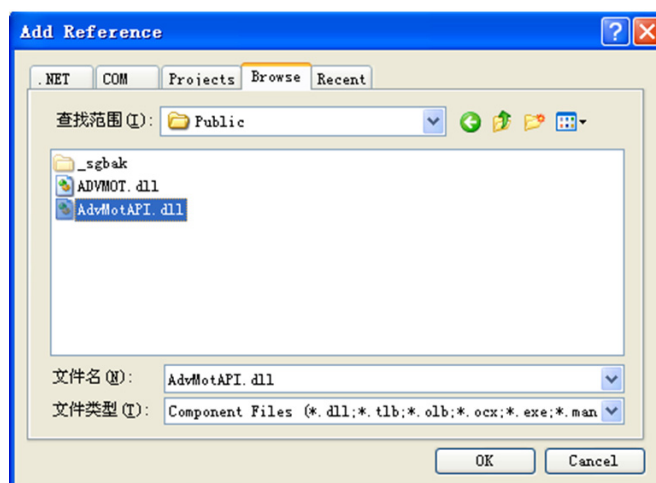 Add Reference
.NET COM Projects Browse Recent
查找范围(I): Public
_sgbak
ADVMOT.dll
AdvMotAPI.dll
文件名(N): AdvMotAPI.dll
文件类型(T): Component Files (*.dll;*.tlb;*.olb;*.ocx;*.exe;*.man
OK Cancel